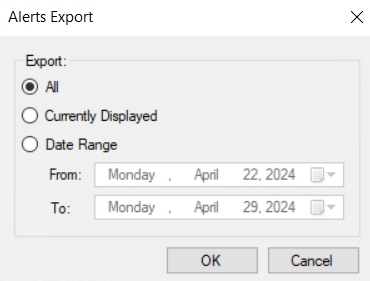 Alerts Export
Export:
All
Currently Displayed
Date Range
From: Monday , April 22, 2024
To: Monday , April 29, 2024
OK Cancel